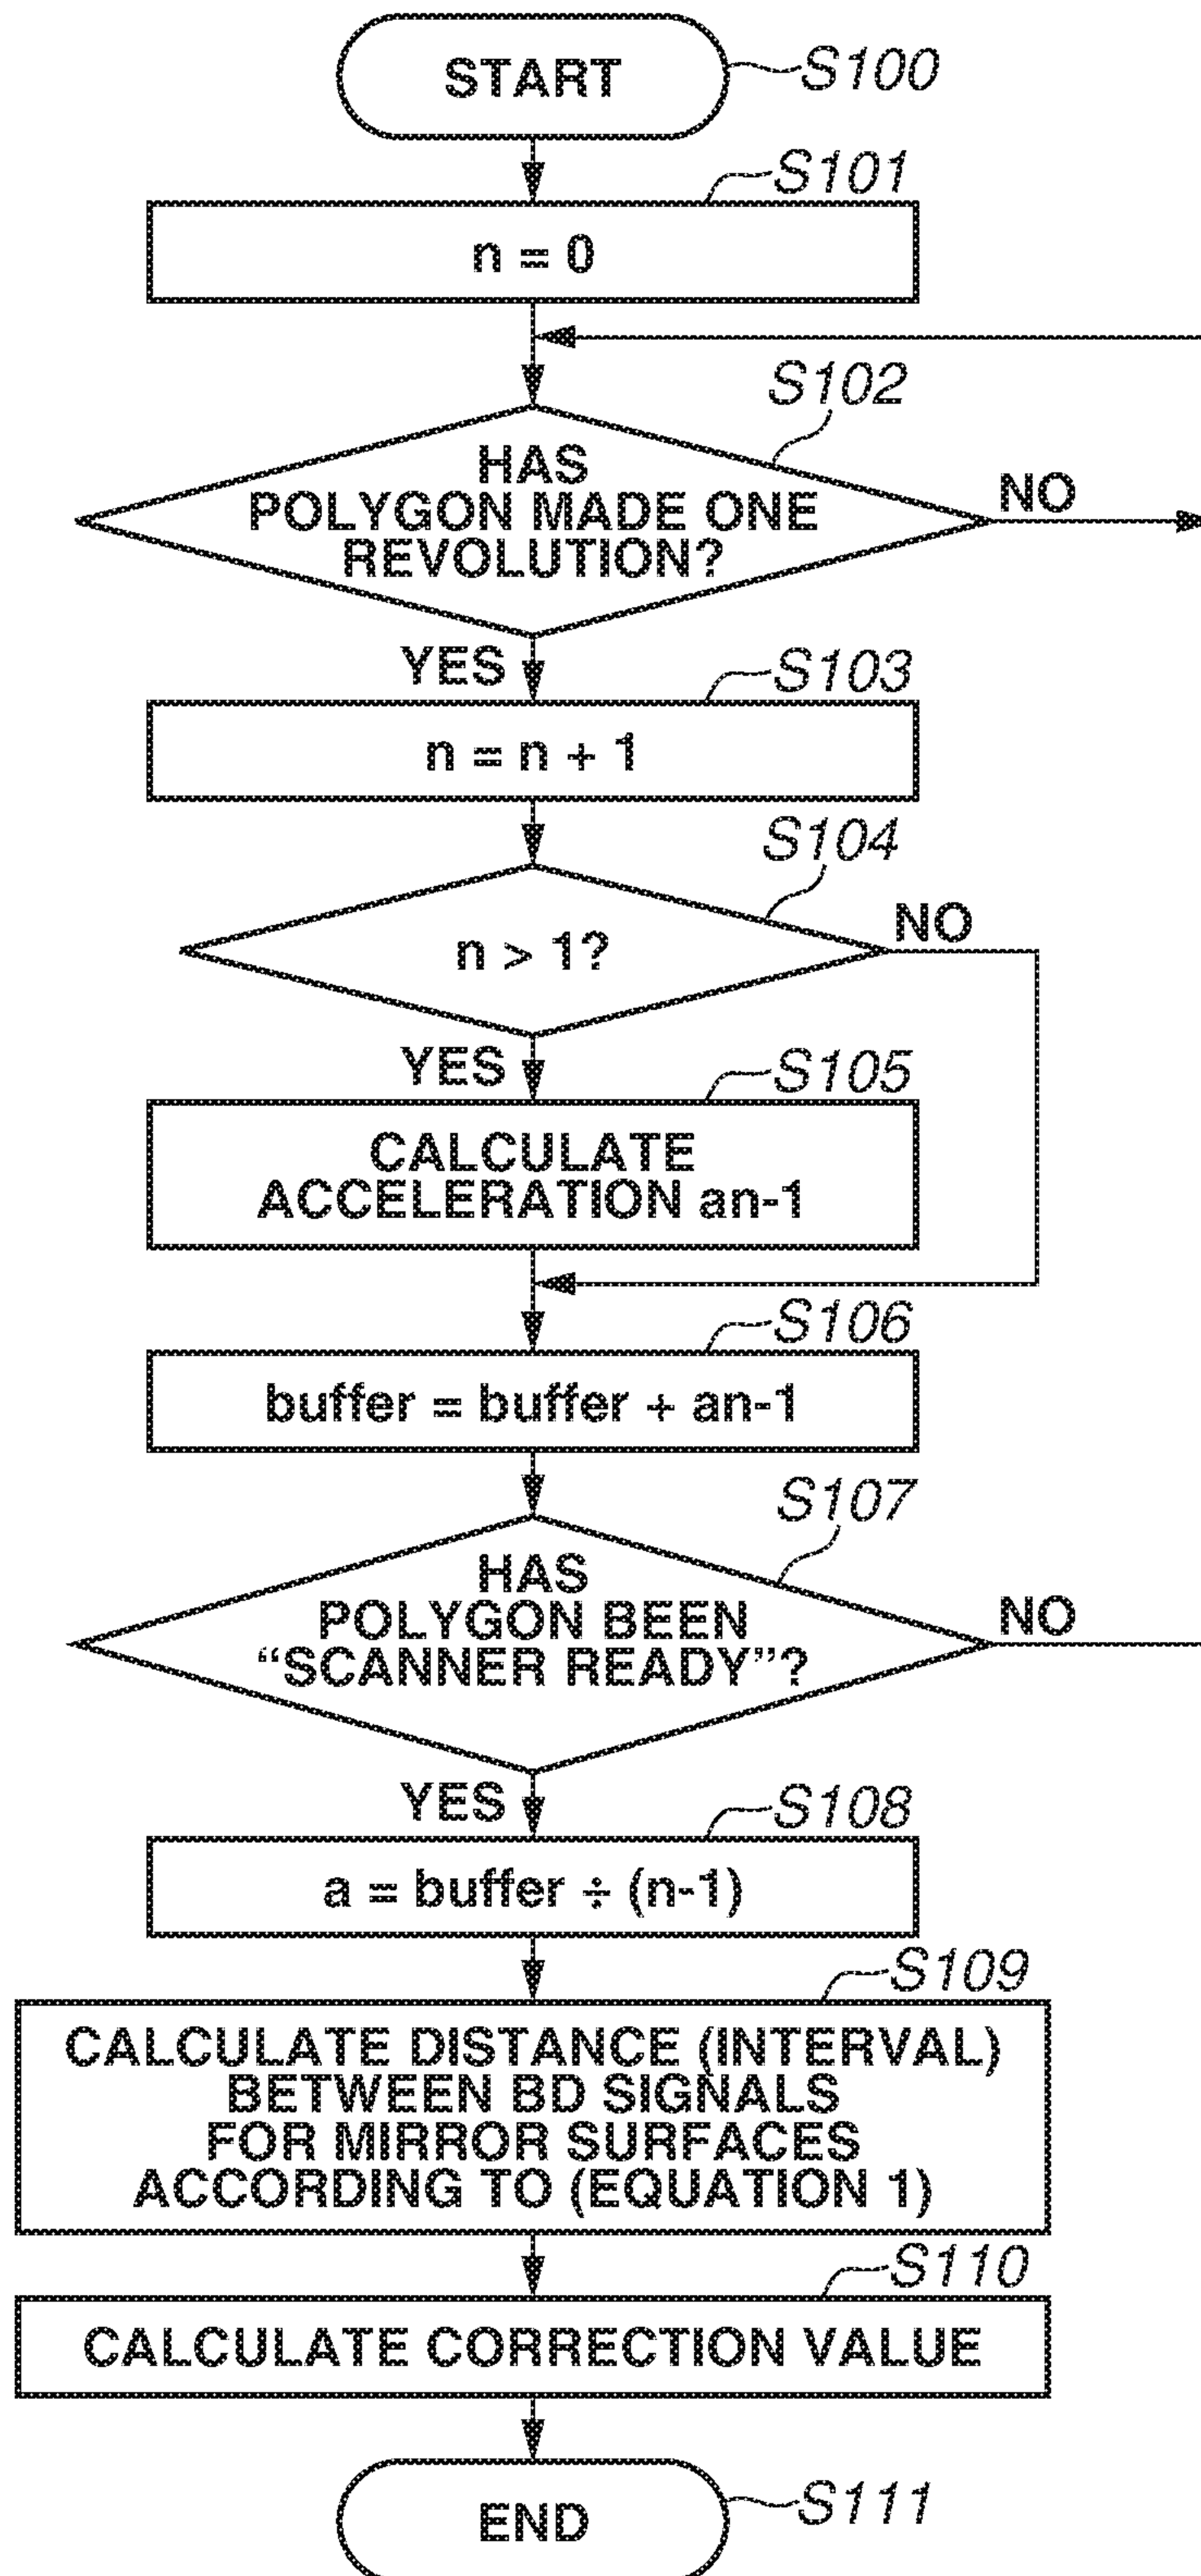 START
S100
S101
n = 0
S102
HAS
POLYGON MADE ONE
REVOLUTION?
NO
YES
S103
n = n + 1
S104
n > 1?
NO
YES
S105
CALCULATE
ACCELERATION an-1
S106
buffer = buffer + an-1
S107
HAS
POLYGON BEEN
“SCANNER READY”?
NO
YES
S108
a = buffer ÷ (n-1)
S109
CALCULATE DISTANCE (INTERVAL)
BETWEEN BD SIGNALS
FOR MIRROR SURFACES
ACCORDING TO (EQUATION 1)
S110
CALCULATE CORRECTION VALUE
END
S111